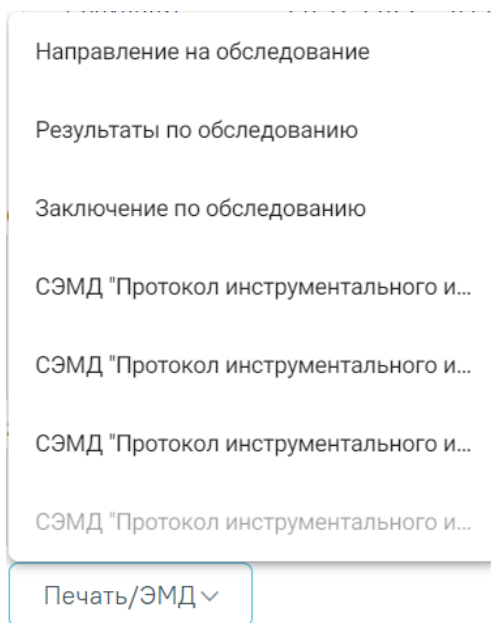 Направление на обследование
Результаты по обследованию
Заключение по обследованию
СЭМД "Протокол инструментального и...
СЭМД "Протокол инструментального и...
СЭМД "Протокол инструментального и...
СЭМД "Протокол инструментального и...
Печать/ЭМД